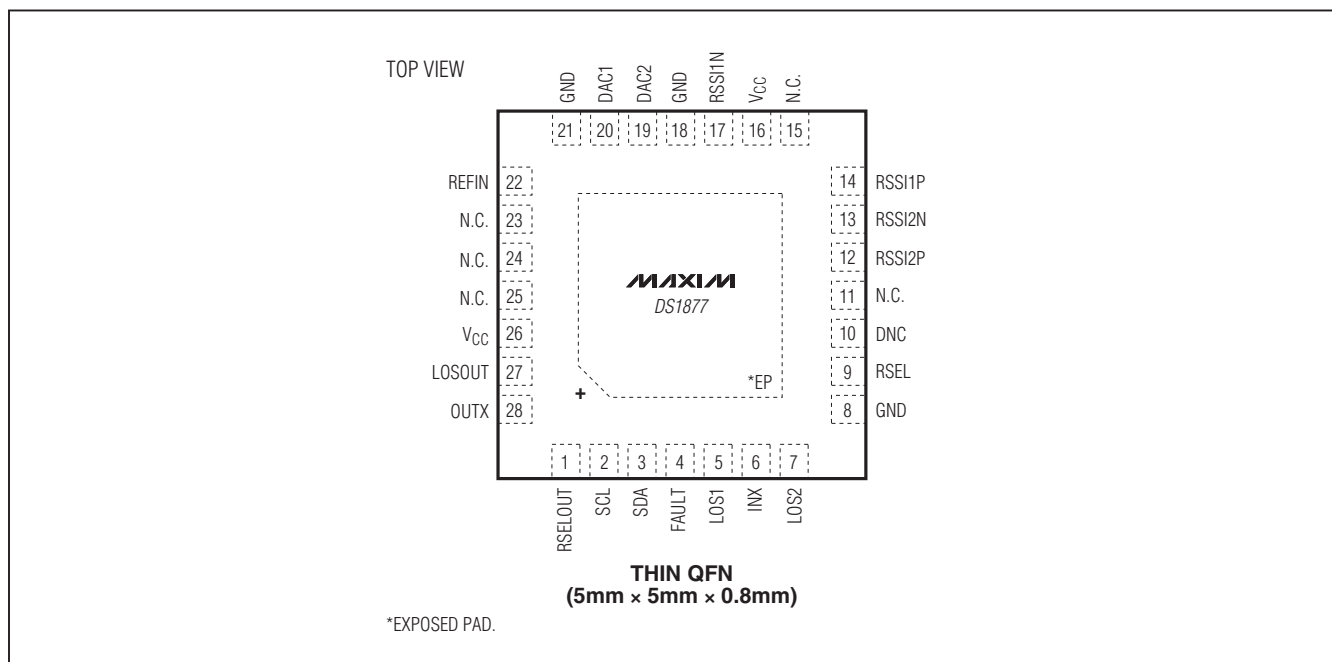 TOP VIEW
GND
DAC1
DAC2
GND
RSSI1N
VCC
N.C.
21 20 19 18 17 16 15
REFIN 22
N.C. 23
N.C. 24
N.C. 25
VCC 26
LOSOUT 27
OUTX 28
14 RSSI1P
13 RSSI2N
12 RSSI2P
11 N.C.
10 DNC
9 RSEL
8 GND
MAXIM
DS1877
*EP
+
1 2 3 4 5 6 7
RSELOUT
SCL
SDA
FAULT
LOS1
INX
LOS2
THIN QFN
(5mm × 5mm × 0.8mm)
*EXPOSED PAD.